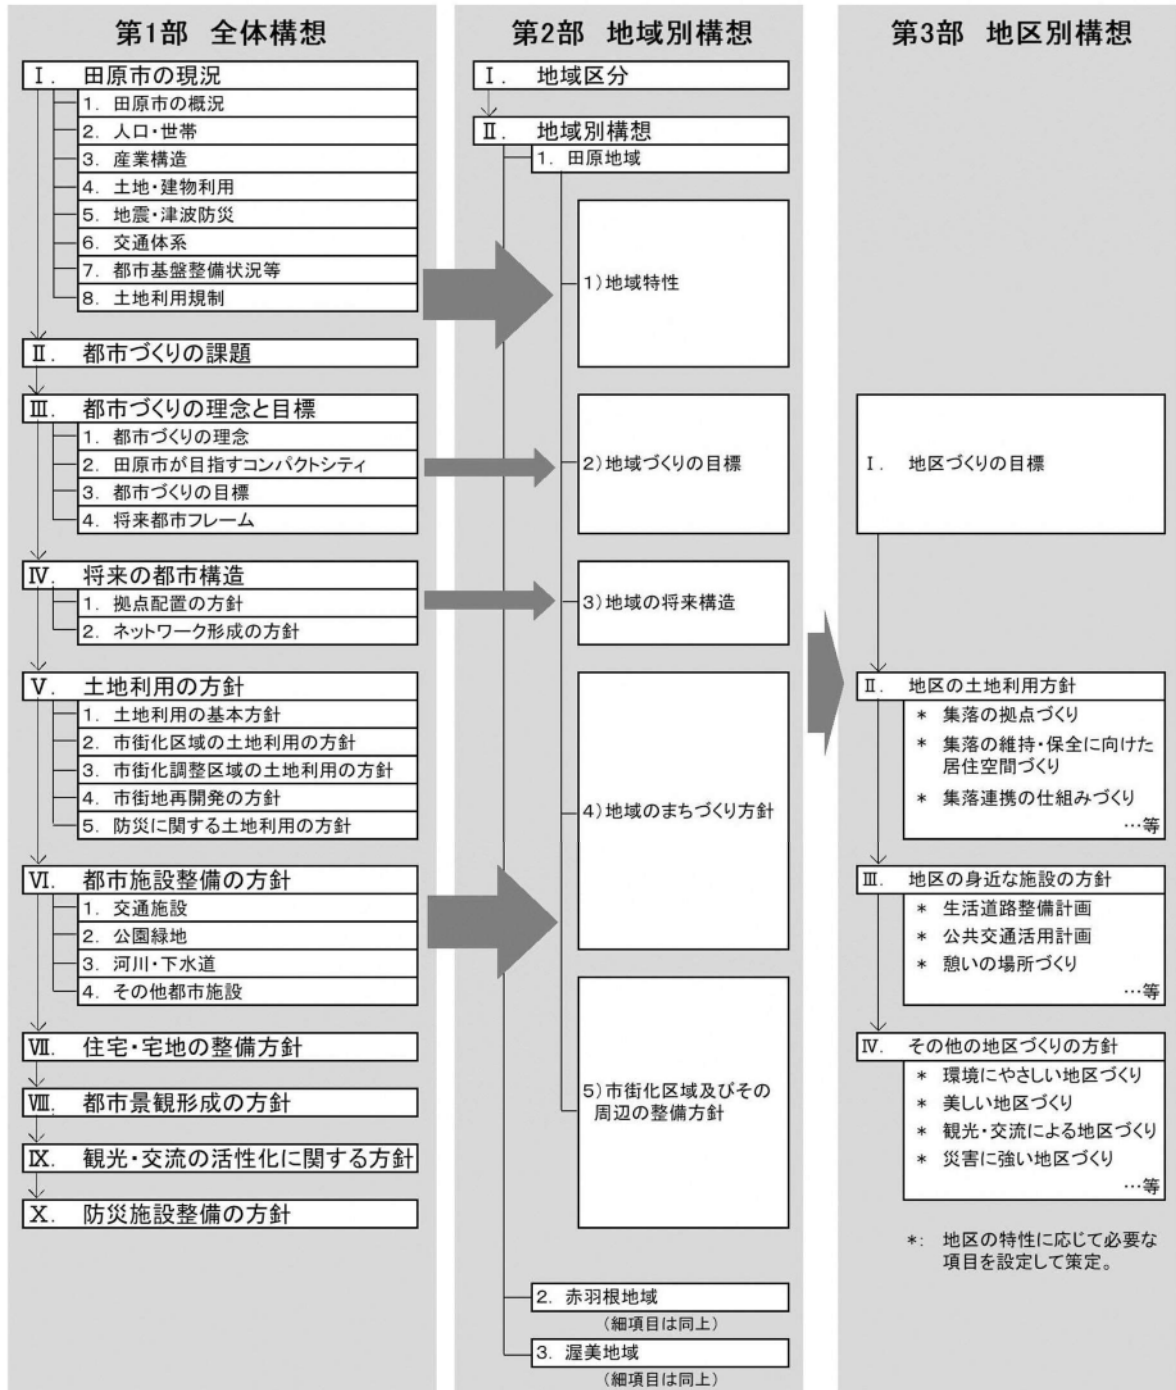 第1部 全体構想
Ⅰ. 田原市の現況
1. 田原市の概況
2. 人口・世帯
3. 産業構造
4. 土地・建物利用
5. 地震・津波防災
6. 交通体系
7. 都市基盤整備状況等
8. 土地利用規制
Ⅱ. 都市づくりの課題
Ⅲ. 都市づくりの理念と目標
1. 都市づくりの理念
2. 田原市が目指すコンパクトシティ
3. 都市づくりの目標
4. 将来都市フレーム
Ⅳ. 将来の都市構造
1. 拠点配置の方針
2. ネットワーク形成の方針
Ⅴ. 土地利用の方針
1. 土地利用の基本方針
2. 市街化区域の土地利用の方針
3. 市街化調整区域の土地利用の方針
4. 市街地再開発の方針
5. 防災に関する土地利用の方針
Ⅵ. 都市施設整備の方針
1. 交通施設
2. 公園緑地
3. 河川・下水道
4. その他都市施設
Ⅶ. 住宅・宅地の整備方針
Ⅷ. 都市景観形成の方針
Ⅸ. 観光・交流の活性化に関する方針
Ⅹ. 防災施設整備の方針
第2部 地域別構想
Ⅰ. 地域区分
Ⅱ. 地域別構想
1. 田原地域
1)地域特性
2)地域づくりの目標
3)地域の将来構造
4)地域のまちづくり方針
5)市街化区域及びその
周辺の整備方針
2. 赤羽根地域
(細項目は同上)
3. 渥美地域
(細項目は同上)
第3部 地区別構想
Ⅰ. 地区づくりの目標
Ⅱ. 地区の土地利用方針
* 集落の拠点づくり
* 集落の維持・保全に向けた
居住空間づくり
* 集落連携の仕組みづくり
…等
Ⅲ. 地区の身近な施設の方針
* 生活道路整備計画
* 公共交通活用計画
* 憩いの場所づくり
…等
Ⅳ. その他の地区づくりの方針
* 環境にやさしい地区づくり
* 美しい地区づくり
* 観光・交流による地区づくり
* 災害に強い地区づくり
…等
*: 地区の特性に応じて必要な
項目を設定して策定。